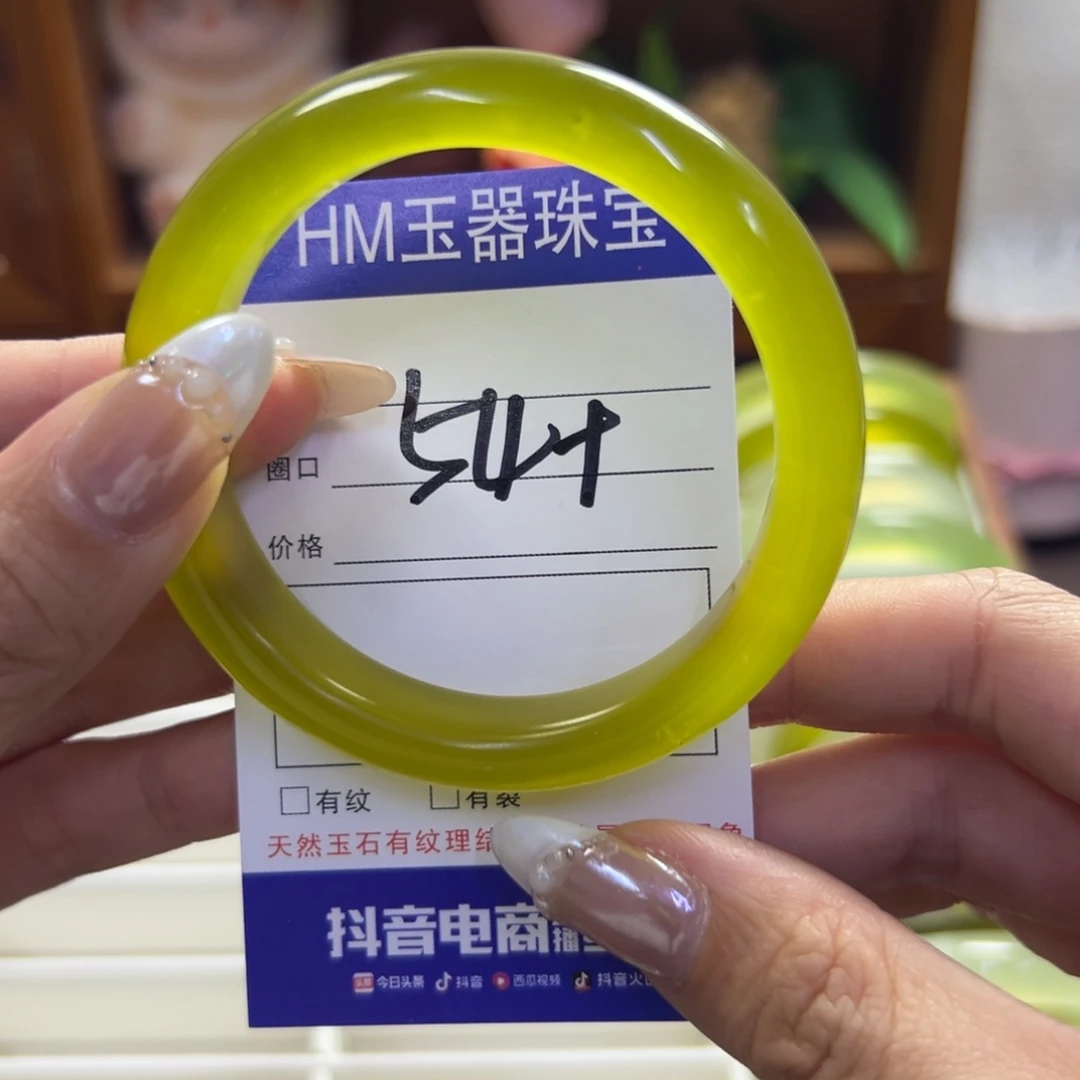 HM玉器珠宝
圈口 54+
价格
有纹 有裂
天然玉石有纹理结
抖音电商
今日头条 抖音 西瓜视频 抖音火